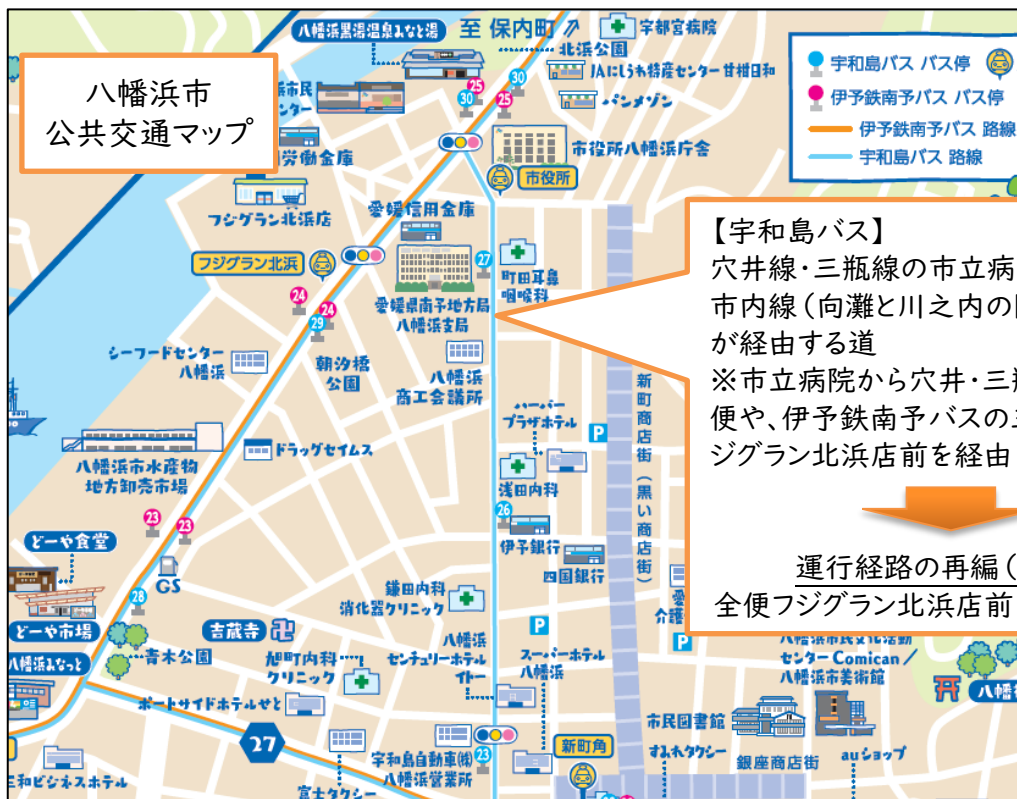 八幡浜市
公共交通マップ
八幡浜黒湯温泉みなと湯
至 保内町
宇都宮病院
北浜公園
JAにしうわ特産センター 甘柑日和
パンメゾン
30
25
30
25
宇和島バス バス停
伊予鉄南予バス バス停
伊予鉄南予バス 路線
宇和島バス 路線
労働金庫
市役所八幡浜庁舎
市役所
フジグラン北浜店
愛媛信用金庫
フジグラン北浜
27
町田耳鼻
咽喉科
愛媛県南予地方局
八幡浜支局
24
24
29
シーフードセンター
八幡浜
朝汐橋
公園
八幡浜
商工会議所
【宇和島バス】
穴井線・三瓶線の市立病
市内線(向灘と川之内の
が経由する道
※市立病院から穴井・三
便や、伊予鉄南予バスの
ジグラン北浜店前を経由
運行経路の再編(
全便フジグラン北浜店前
新町商店街(黒い商店街)
ハーバー
プラザホテル
P
ドラッグセイムス
八幡浜市水産物
地方卸売市場
浅田内科
26
伊予銀行
四国銀行
23
23
どーや食堂
GS
28
鎌田内科
消化器クリニック
P
P
どーや市場
青木公園
吉蔵寺
旭町内科
クリニック
八幡浜
センチュリーホテル
イトー
スーパーホテル
八幡浜
八幡浜市民文化活動
センター Comican/
八幡浜市美術館
八幡浜みなっと
ポートサイドホテルせと
27
宇和島自動車(株)
八幡浜営業所
23
新町角
市民図書館
すみれタクシー
銀座商店街
auショップ
富士タクシー
三和ビジネスホテル